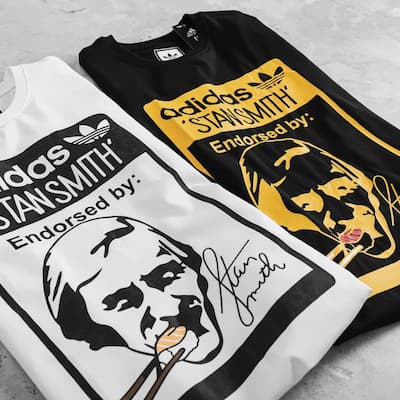 adidas
'STAN SMITH'
Endorsed by:
Stan
Smith
adidas
'STAN SMITH'
Endorsed by: